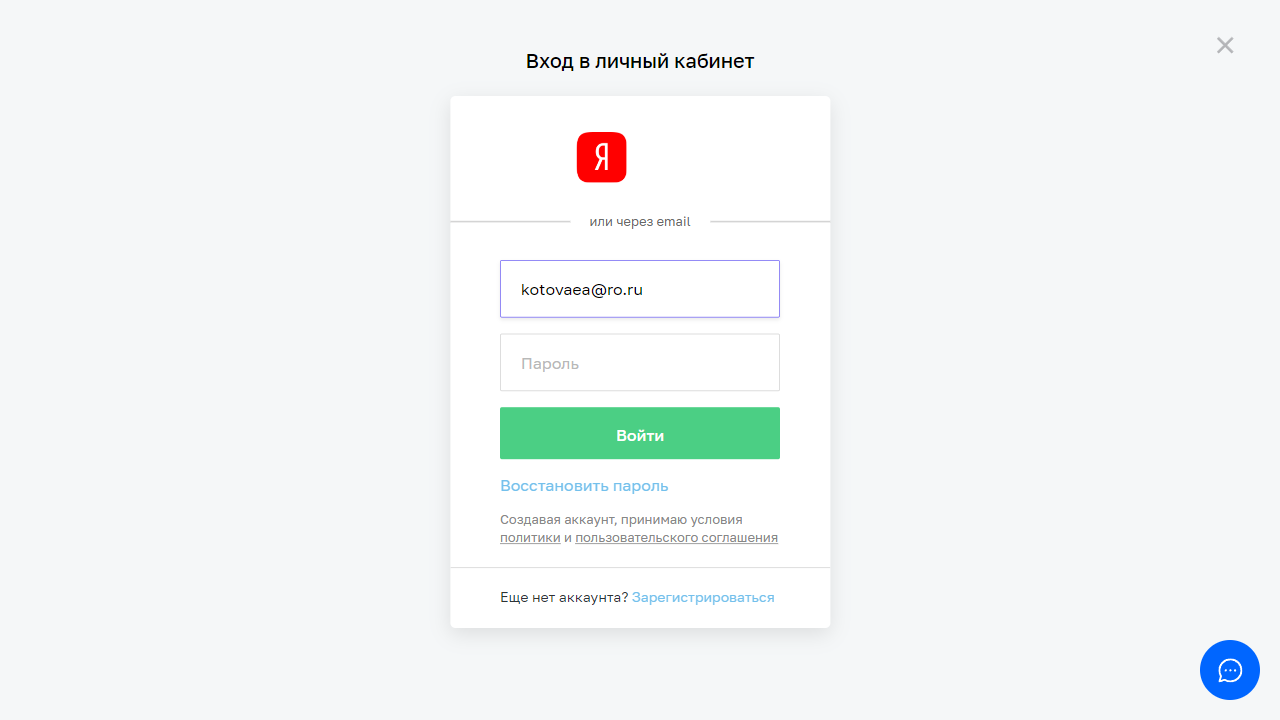 Вход в личный кабинет
Я
или через email
kotovaea@ro.ru
Пароль
Войти
Восстановить пароль
Создавая аккаунт, принимаю условия
политики и пользовательского соглашения
Еще нет аккаунта? Зарегистрироваться